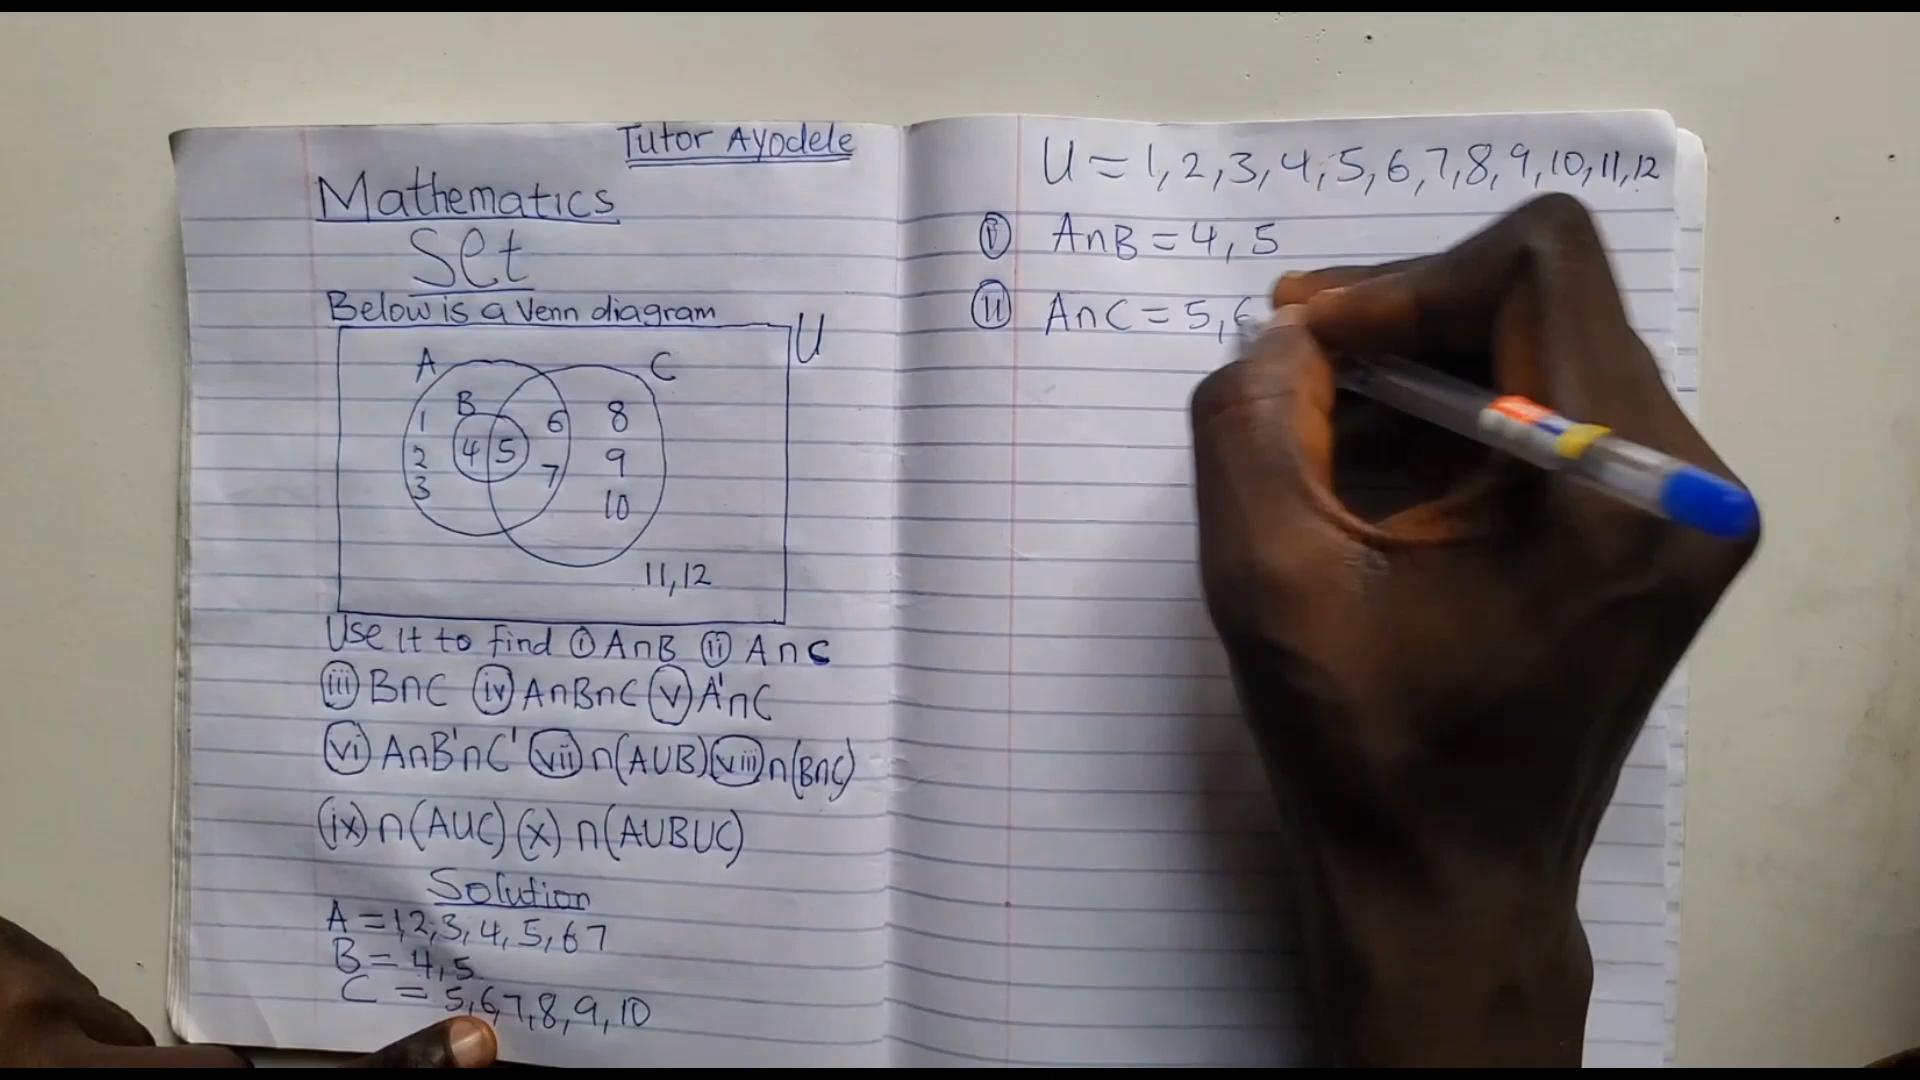 Tutor Ayodele
Mathematics
Set
Below is a Venn diagram
U
A
C
B
1
6
8
4
5
2
9
7
3
10
11,12
Use it to find (i) A∩B (ii) A∩C
(iii) B∩C (iv) A∩B∩C (v) A'∩C
(vi) A∩B'∩C' (vii) n(AUB) (viii) n(B∩C)
(ix) n(AUC) (x) n(AUBUC)
Solution
A = 1,2,3,4,5,67
B = 4,5
C = 5,6,7,8,9,10
U = 1,2,3,4,5,6,7,8,9,10,11,12
(i) A∩B = 4,5
(ii) A∩C = 5,6